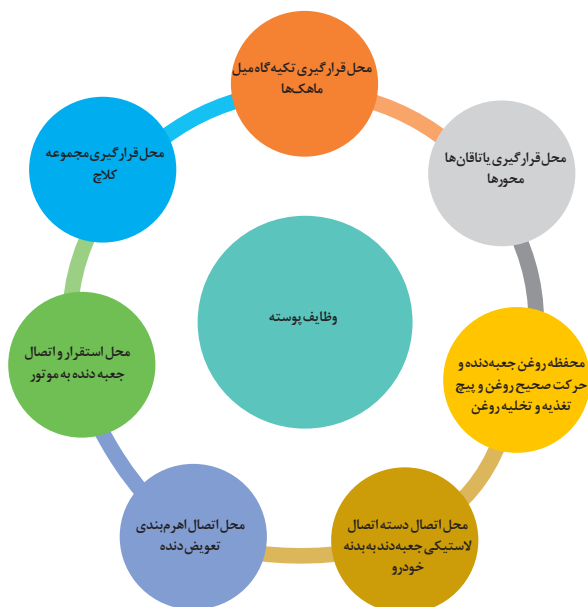 محل قرارگیری تکیه گاه میل
ماهک‌ها
محل قرارگیری یاتاقان‌ها
محورها
محفظه روغن جعبه‌دنده و
حرکت صحیح روغن و پیچ
تغذیه و تخلیه روغن
محل اتصال دسته اتصال
لاستیکی جعبه‌دند به بدنه
خودرو
محل اتصال اهرم‌بندی
تعویض دنده
محل استقرار و اتصال
جعبه دنده به موتور
محل قرارگیری مجموعه
کلاچ
وظایف پوسته